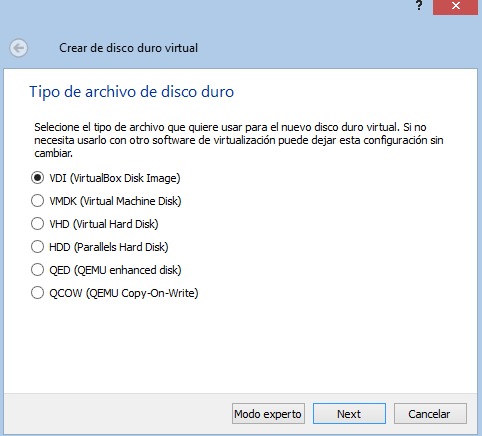 ?
Crear de disco duro virtual
Tipo de archivo de disco duro
Selecione el tipo de archivo que quiere usar para el nuevo disco duro virtual. Si no
necesita usarlo con otro software de virtualización puede dejar esta configuración sin
cambiar.
VDI (VirtualBox Disk Image)
VMDK (Virtual Machine Disk)
VHD (Virtual Hard Disk)
HDD (Parallels Hard Disk)
QED (QEMU enhanced disk)
QCOW (QEMU Copy-On-Write)
Modo experto Next Cancelar